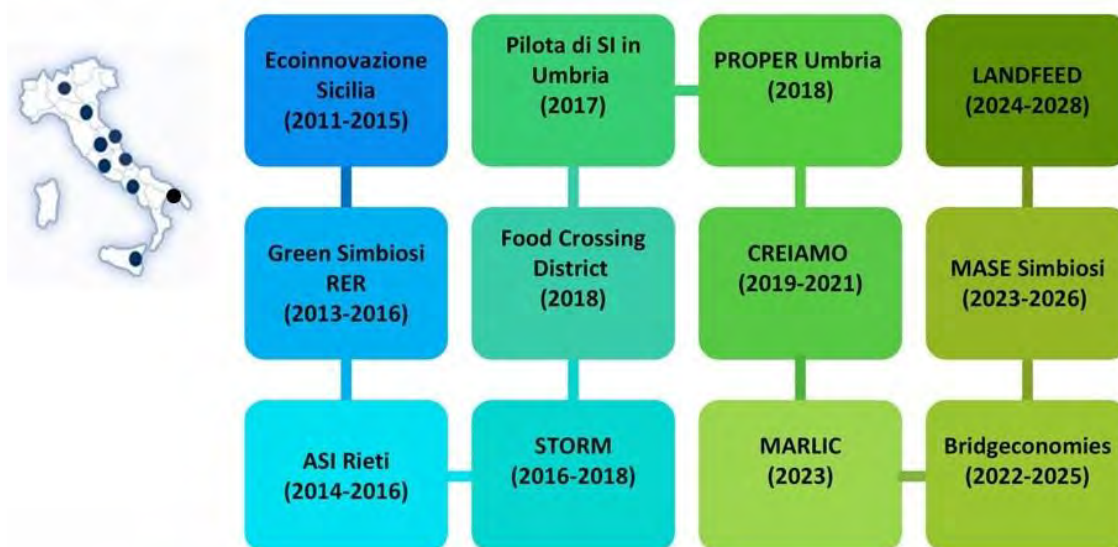 Ecoinnovazione
Sicilia
(2011-2015)
Green Simbiosi
RER
(2013-2016)
ASI Rieti
(2014-2016)
STORM
(2016-2018)
Food Crossing
District
(2018)
Pilota di SI in
Umbria
(2017)
PROPER Umbria
(2018)
CREIAMO
(2019-2021)
MARLIC
(2023)
Bridgeconomies
(2022-2025)
MASE Simbiosi
(2023-2026)
LANDFEED
(2024-2028)